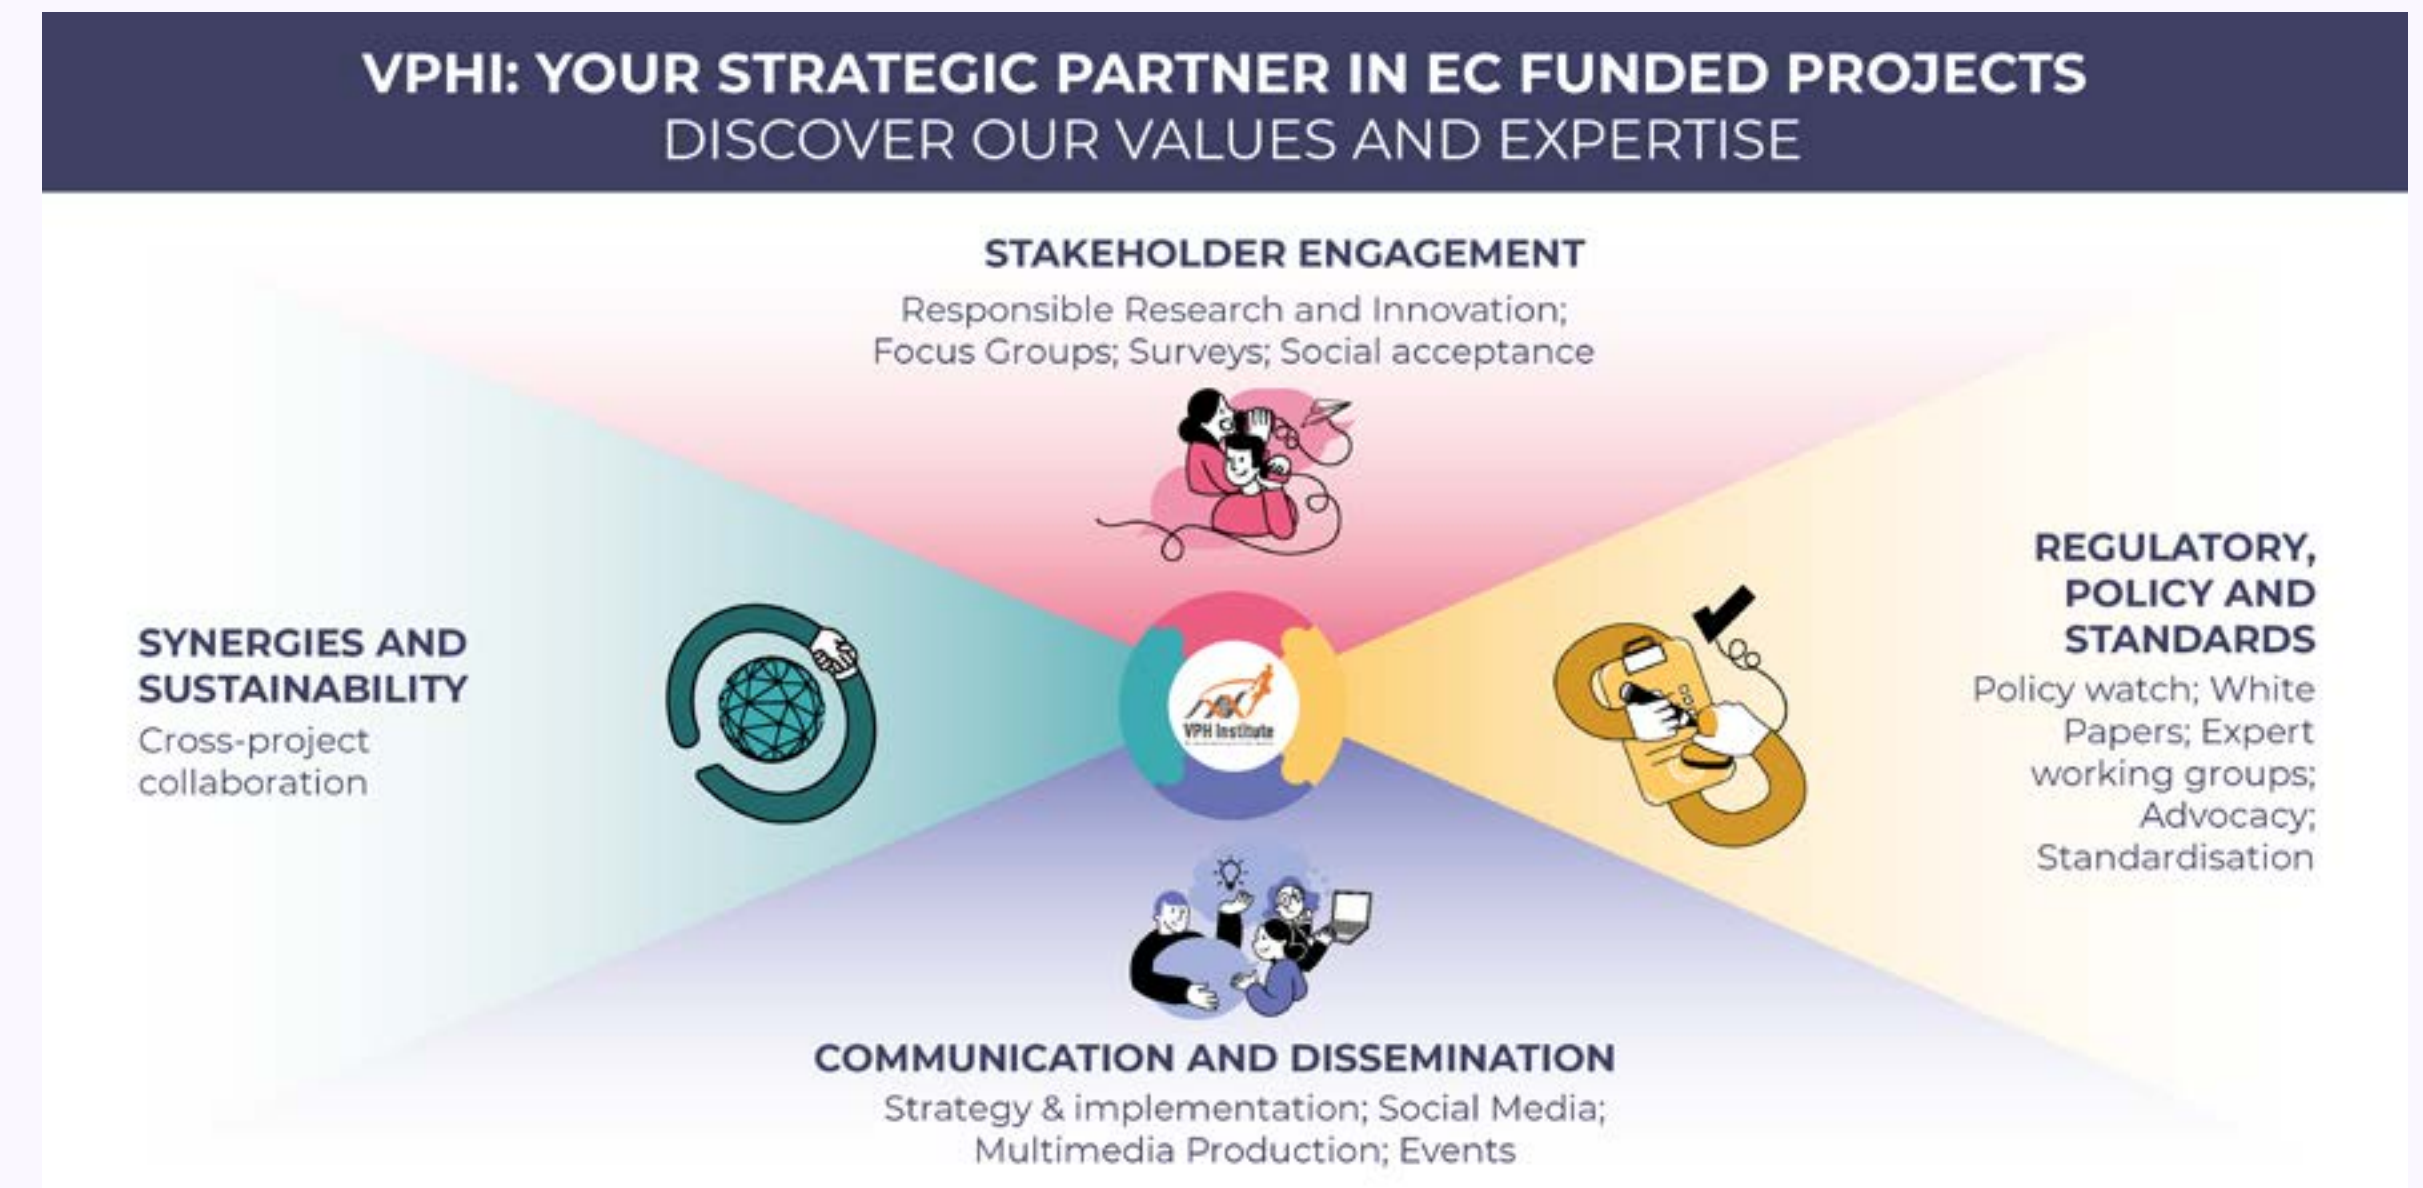 VPHI: YOUR STRATEGIC PARTNER IN EC FUNDED PROJECTS
DISCOVER OUR VALUES AND EXPERTISE
STAKEHOLDER ENGAGEMENT
Responsible Research and Innovation;
Focus Groups; Surveys; Social acceptance
SYNERGIES AND
SUSTAINABILITY
Cross-project
collaboration
VPH Institute
REGULATORY,
POLICY AND
STANDARDS
Policy watch; White
Papers; Expert
working groups;
Advocacy;
Standardisation
COMMUNICATION AND DISSEMINATION
Strategy & implementation; Social Media;
Multimedia Production; Events